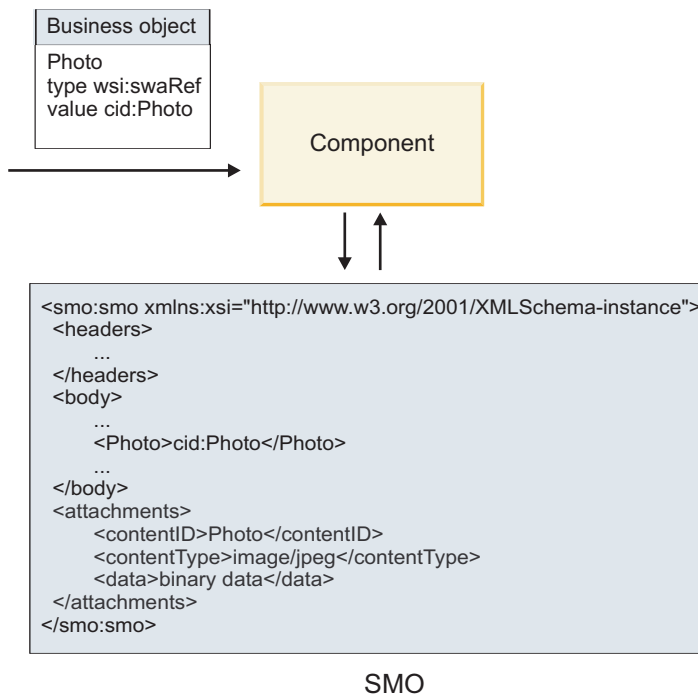 Business object
Photo
type wsi:swaRef
value cid:Photo
Component
<smo:smo xmlns:xsi="http://www.w3.org/2001/XMLSchema-instance">
<headers>
...
</headers>
<body>
...
<Photo>cid:Photo</Photo>
...
</body>
<attachments>
<contentID>Photo</contentID>
<contentType>image/jpeg</contentType>
<data>binary data</data>
</attachments>
</smo:smo>
SMO